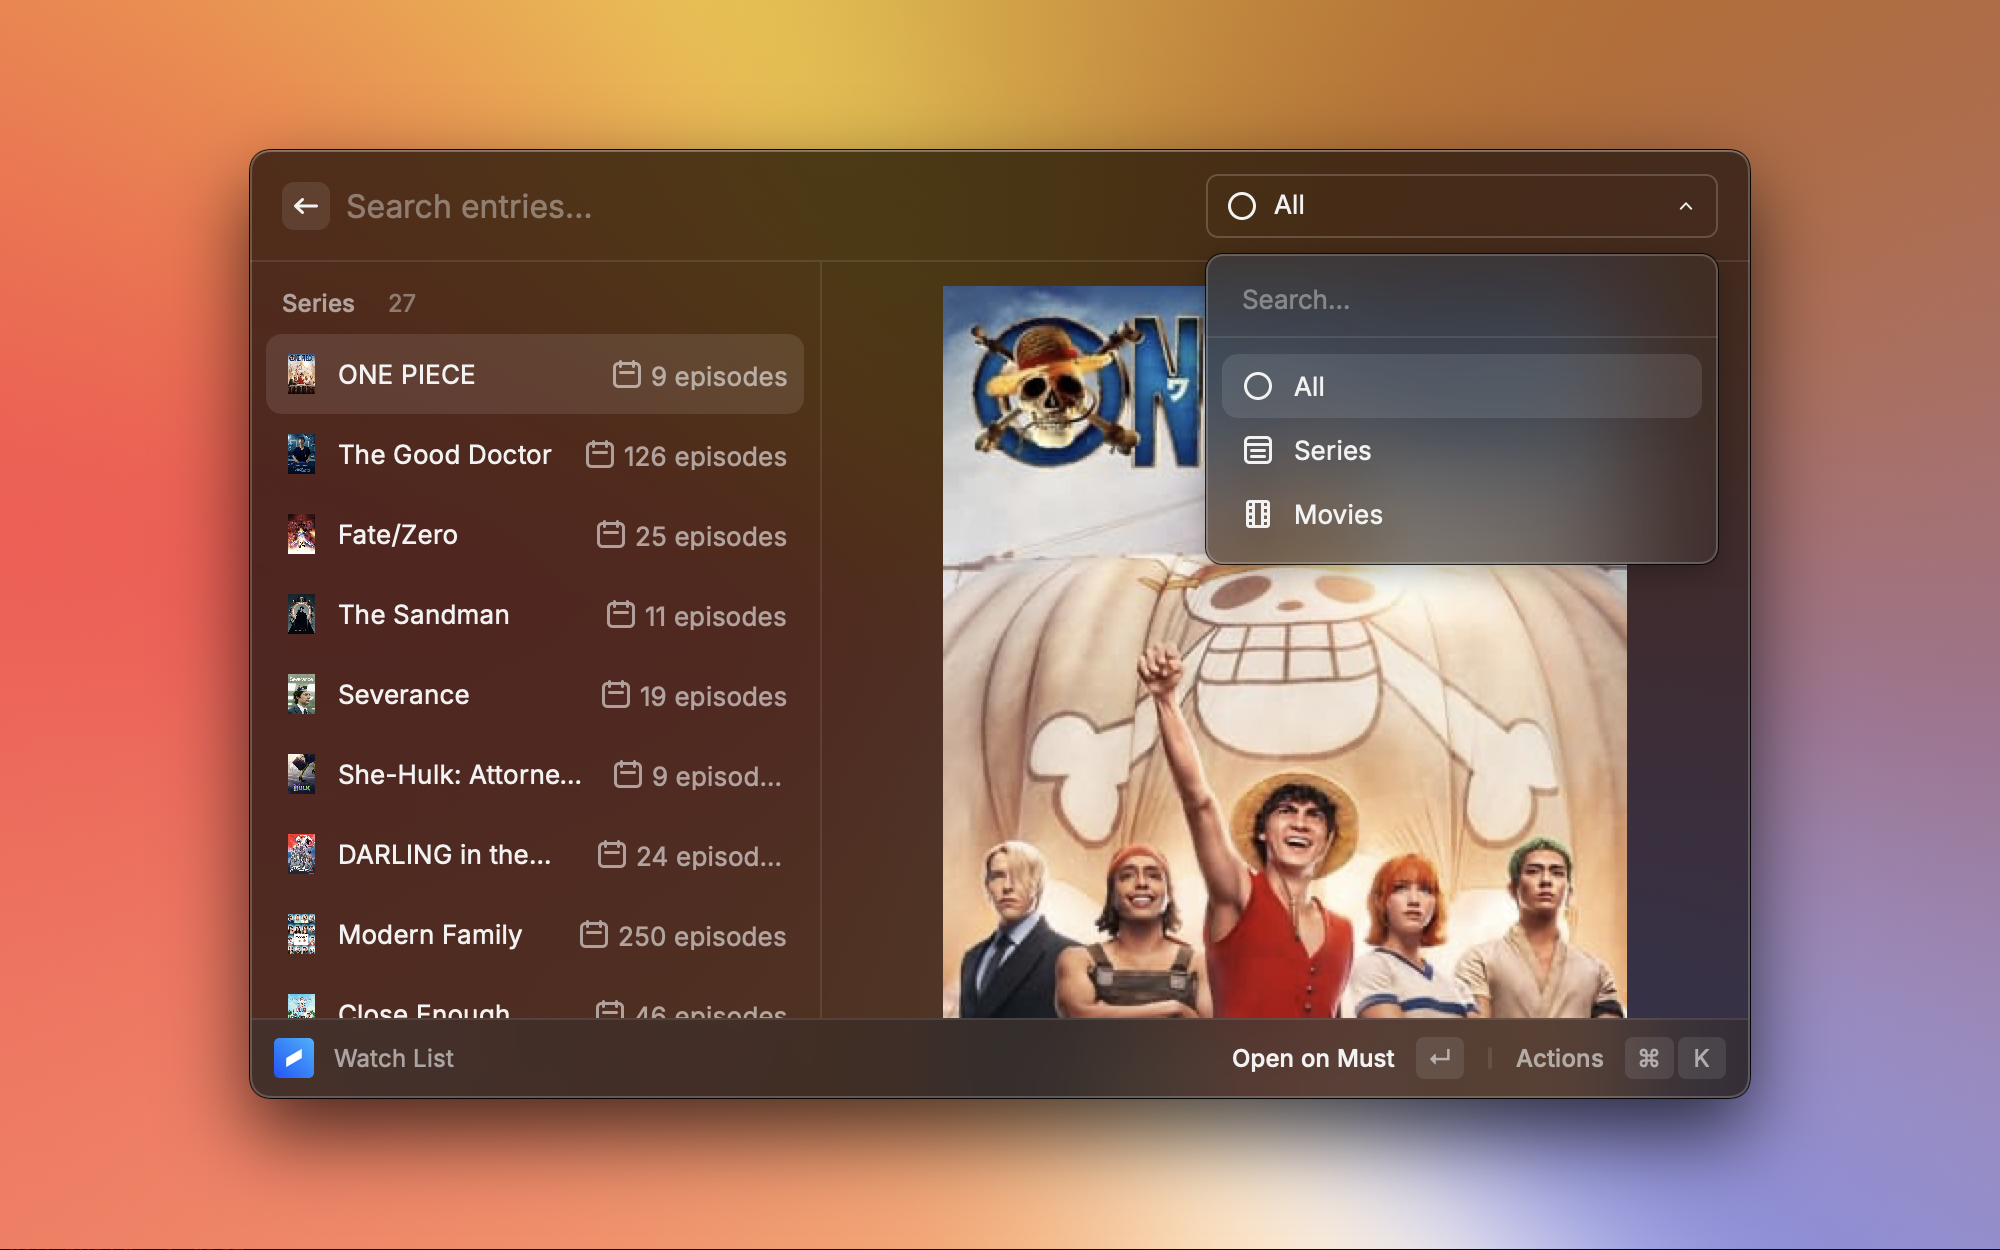 Search entries...
All
Search...
All
Series
Movies
Series 27
ONE PIECE 9 episodes
The Good Doctor 126 episodes
Fate/Zero 25 episodes
The Sandman 11 episodes
Severance 19 episodes
She-Hulk: Attorne... 9 episod...
DARLING in the... 24 episod...
Modern Family 250 episodes
Close Enough 46 episodes
ON
ワ
Watch List
Open on Must
Actions ⌘ K